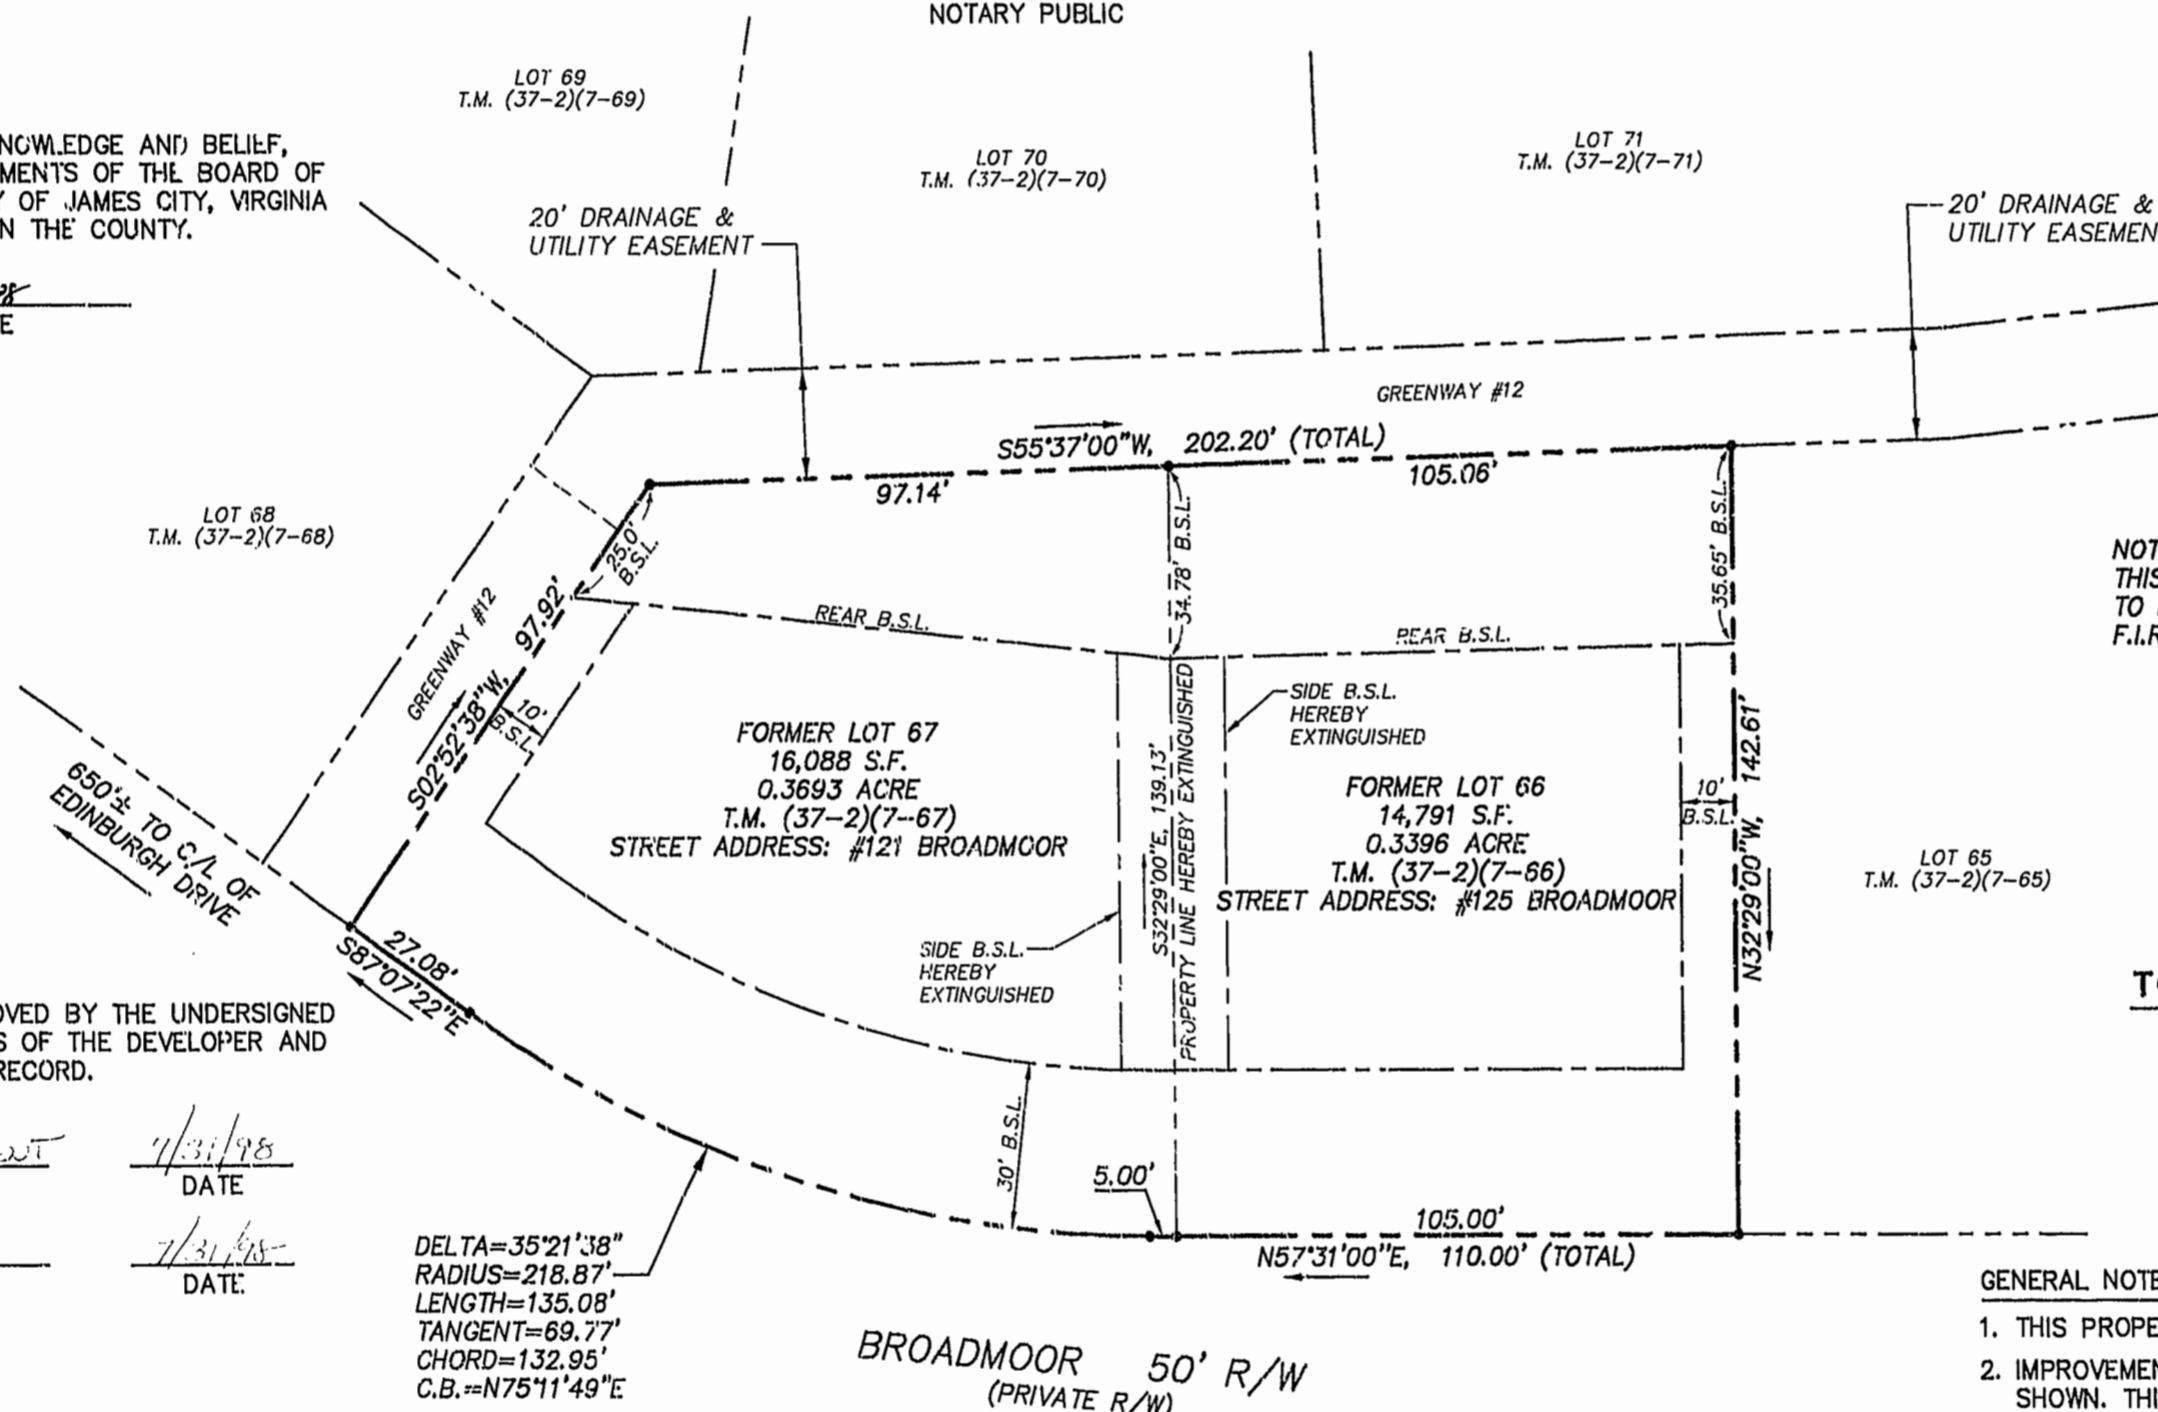 NOTARY PUBLIC
LOT 69
T.M. (37-2)(7-69)
LOT 70
T.M. (37-2)(7-70)
LOT 71
T.M. (37-2)(7-71)
NOWLEDGE AND BELIEF,
MENTS OF THE BOARD OF
Y OF JAMES CITY, VIRGINIA
N THE COUNTY.
E
20' DRAINAGE &
UTILITY EASEMENT
20' DRAINAGE &
UTILITY EASEMEN
GREENWAY #12
S55°37'00"W, 202.20' (TOTAL)
97.14'
105.06'
LOT 68
T.M. (37-2)(7-68)
25.0'
B.S.L.
34.78' B.S.L.
35.65' B.S.L.
NOT
THIS
TO
F.I.R
GREENWAY #12
S02°52'38"W, 97.92'
10'
B.S.L.
REAR B.S.L.
REAR B.S.L.
SIDE B.S.L.
HEREBY
EXTINGUISHED
FORMER LOT 67
16,088 S.F.
0.3693 ACRE
T.M. (37-2)(7-67)
STREET ADDRESS: #121 BROADMOOR
S32°29'00"E, 139.13'
PROPERTY LINE HEREBY EXTINGUISHED
FORMER LOT 66
14,791 S.F.
0.3396 ACRE
T.M. (37-2)(7-66)
STREET ADDRESS: #125 BROADMOOR
10'
B.S.L.
N32°29'00"W, 142.61'
LOT 65
T.M. (37-2)(7-65)
650'± TO C/L OF
EDINBURGH DRIVE
27.08'
S87°07'22"E
SIDE B.S.L.
HEREBY
EXTINGUISHED
OVED BY THE UNDERSIGNED
S OF THE DEVELOPER AND
RECORD.
7/31/98
DATE
7/31/98
DATE
30' B.S.L.
5.00'
105.00'
N57°31'00"E, 110.00' (TOTAL)
DELTA=35°21'38"
RADIUS=218.87'
LENGTH=135.08'
TANGENT=69.77'
CHORD=132.95'
C.B.=N75°11'49"E
BROADMOOR 50' R/W
(PRIVATE R/W)
GENERAL NOTE
1. THIS PROPE
2. IMPROVEMEN
SHOWN. THI